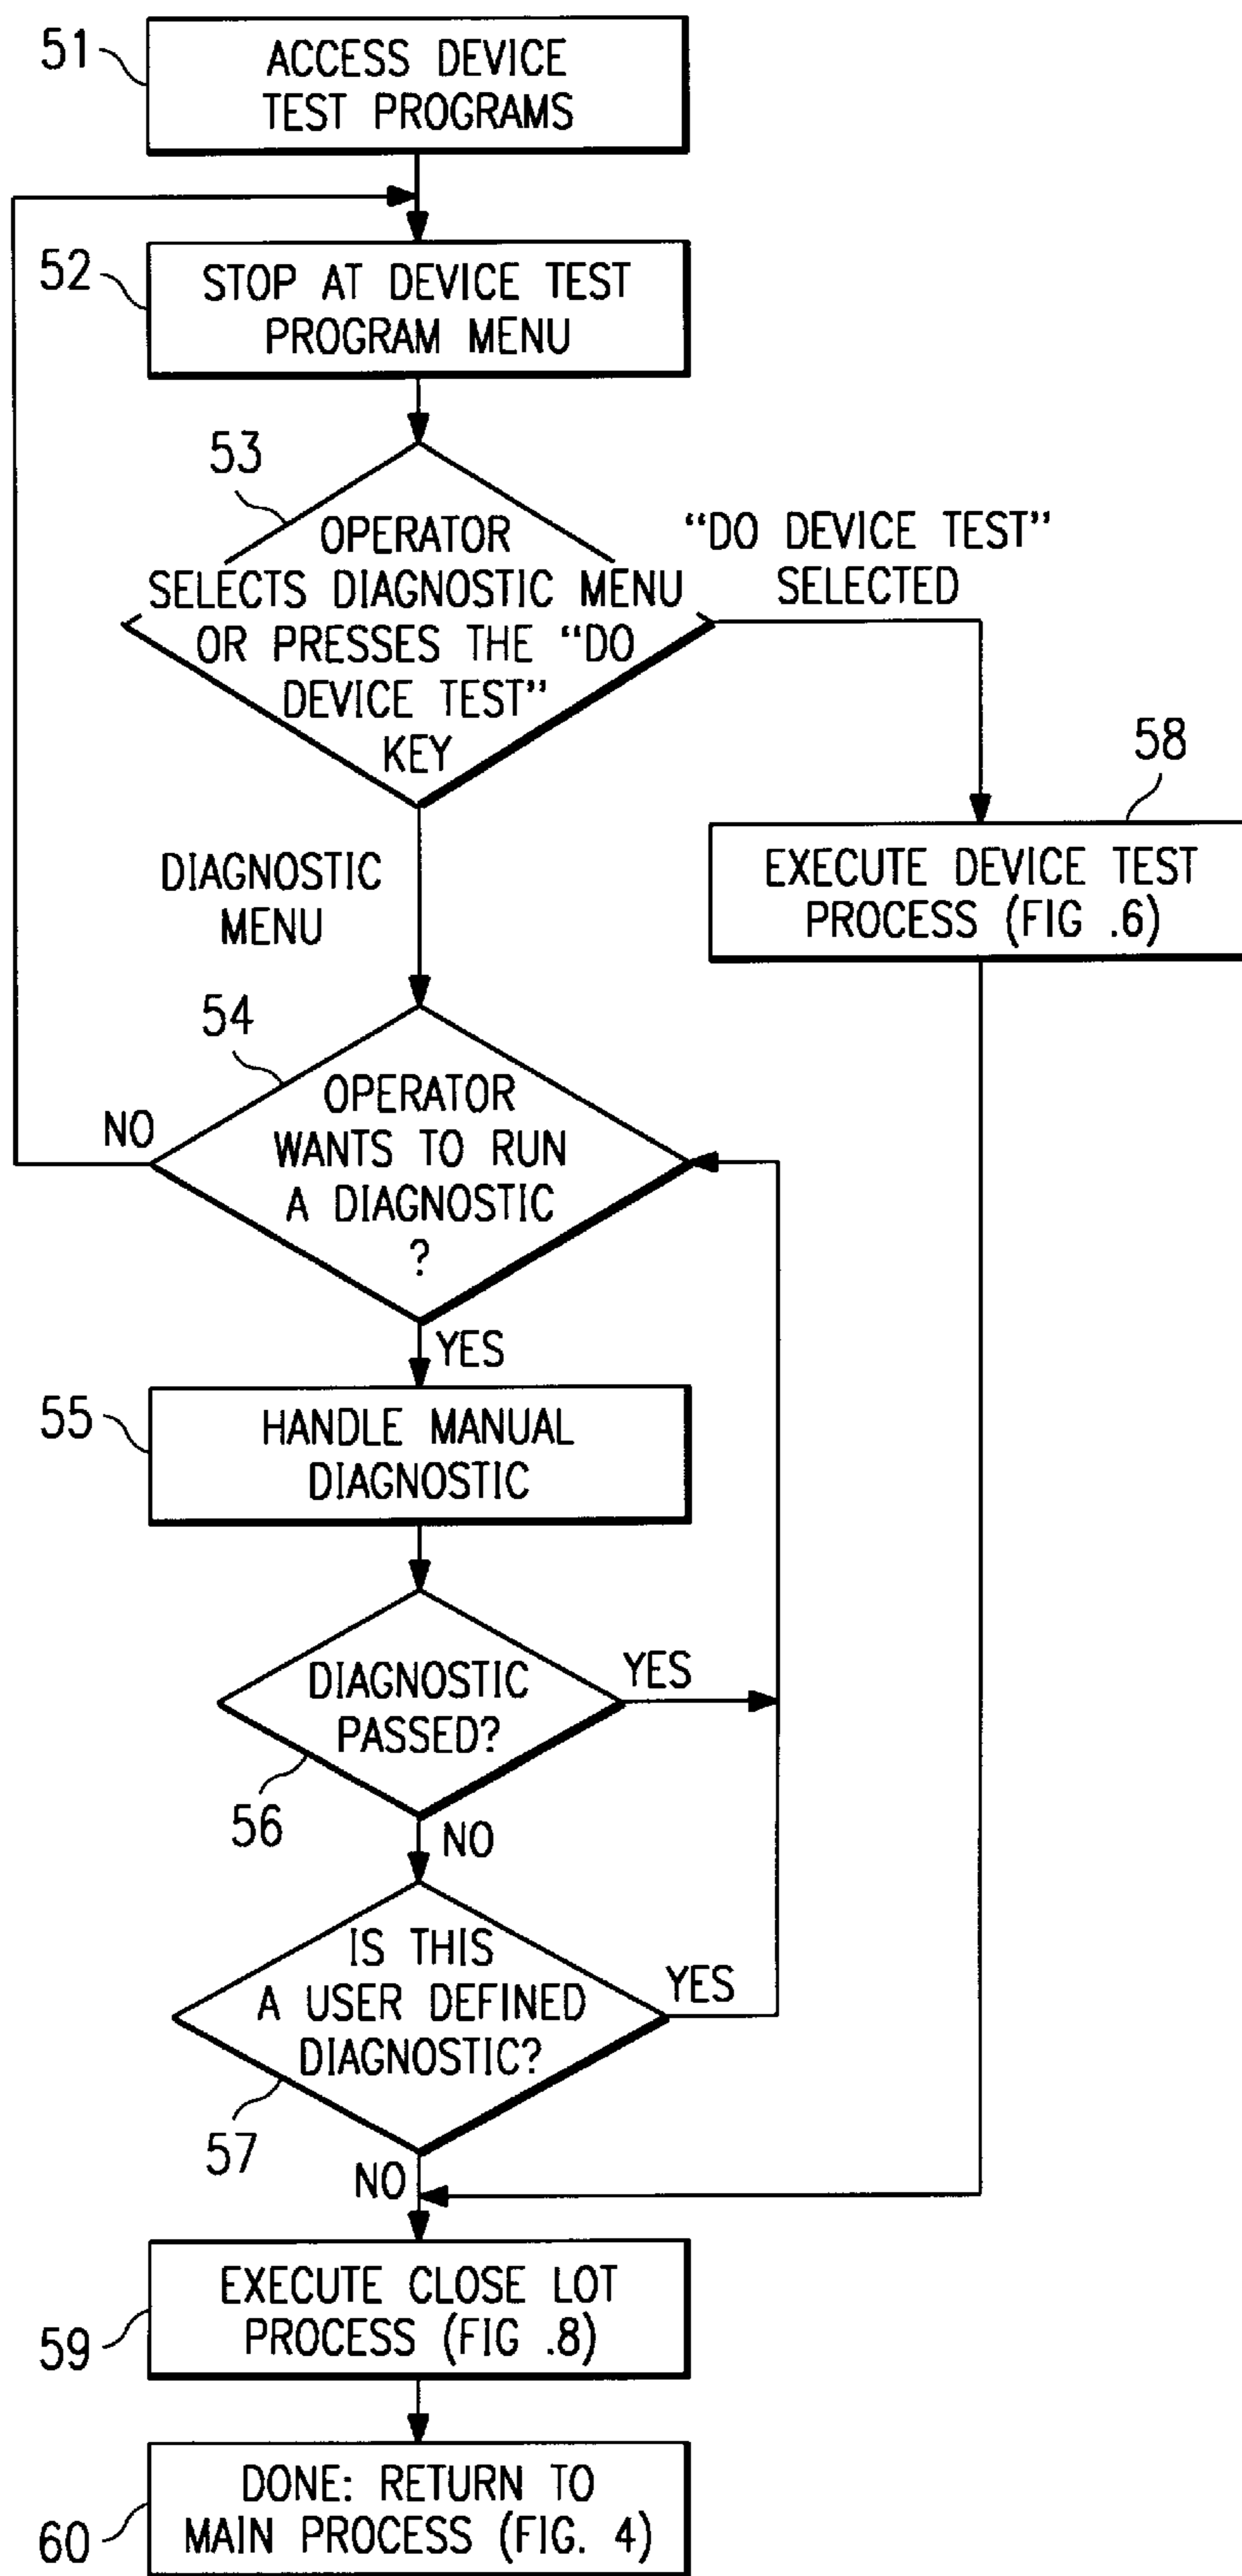 51
ACCESS DEVICE
TEST PROGRAMS
52
STOP AT DEVICE TEST
PROGRAM MENU
53
OPERATOR
SELECTS DIAGNOSTIC MENU
OR PRESSES THE “DO
DEVICE TEST”
KEY
“DO DEVICE TEST”
SELECTED
58
EXECUTE DEVICE TEST
PROCESS (FIG .6)
DIAGNOSTIC
MENU
54
OPERATOR
WANTS TO RUN
A DIAGNOSTIC
?
NO
YES
55
HANDLE MANUAL
DIAGNOSTIC
DIAGNOSTIC
PASSED?
YES
56
NO
IS THIS
A USER DEFINED
DIAGNOSTIC?
YES
57
NO
EXECUTE CLOSE LOT
PROCESS (FIG .8)
59
DONE: RETURN TO
MAIN PROCESS (FIG. 4)
60